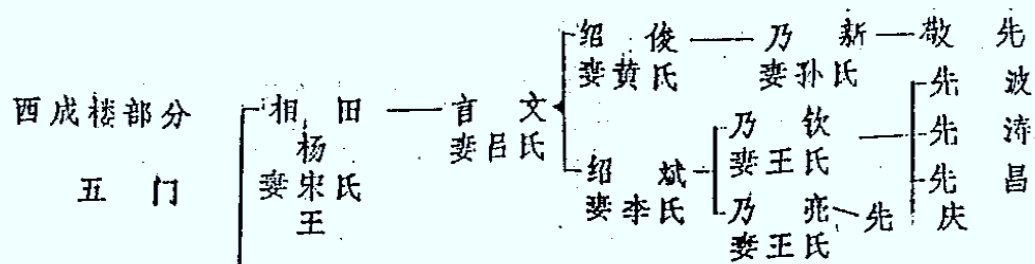 绍俊 乃新 敬先
娶黄氏 娶孙氏
先波
西成楼部分 相田 文
娶吕氏
乃钦 先涛
杨
娶宋氏
王
娶王氏
五门
绍斌 先昌
娶李氏
乃亮 先庆
娶王氏